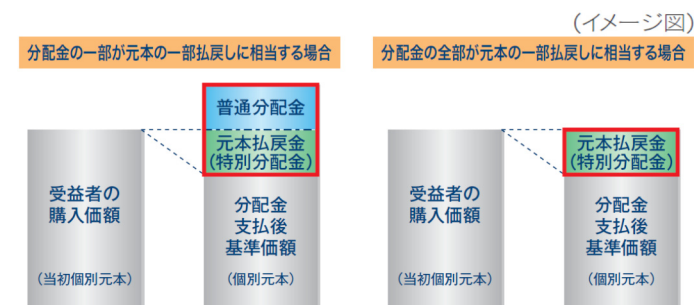 (イメージ図)
分配金の一部が元本の一部払戻しに相当する場合
普通分配金
元本払戻金
(特別分配金)
受益者の
購入価額
(当初個別元本)
分配金
支払後
基準価額
(個別元本)
分配金の全部が元本の一部払戻しに相当する場合
元本払戻金
(特別分配金)
受益者の
購入価額
(当初個別元本)
分配金
支払後
基準価額
(個別元本)